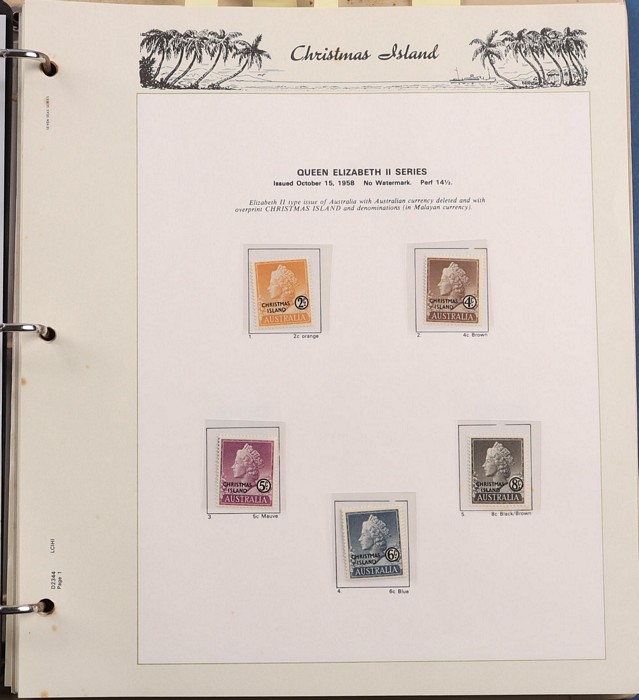 Christmas Island
QUEEN ELIZABETH II SERIES
Issued October 15, 1958 No Watermark. Perf 14½.
Elizabeth II type issue of Australia with Australian currency deleted and with
overprint CHRISTMAS ISLAND and denominations (in Malayan currency).
CHRISTMAS
ISLAND
2c
AUSTRALIA
1. 2c orange
CHRISTMAS
ISLAND
4c
AUSTRALIA
2. 4c Brown
CHRISTMAS
ISLAND
5c
AUSTRALIA
3. 5c Mauve
CHRISTMAS
ISLAND
6c
AUSTRALIA
4. 8c Blue
CHRISTMAS
ISLAND
8c
AUSTRALIA
5. 8c Black/Brown
D2344 LCIHI
Page 1